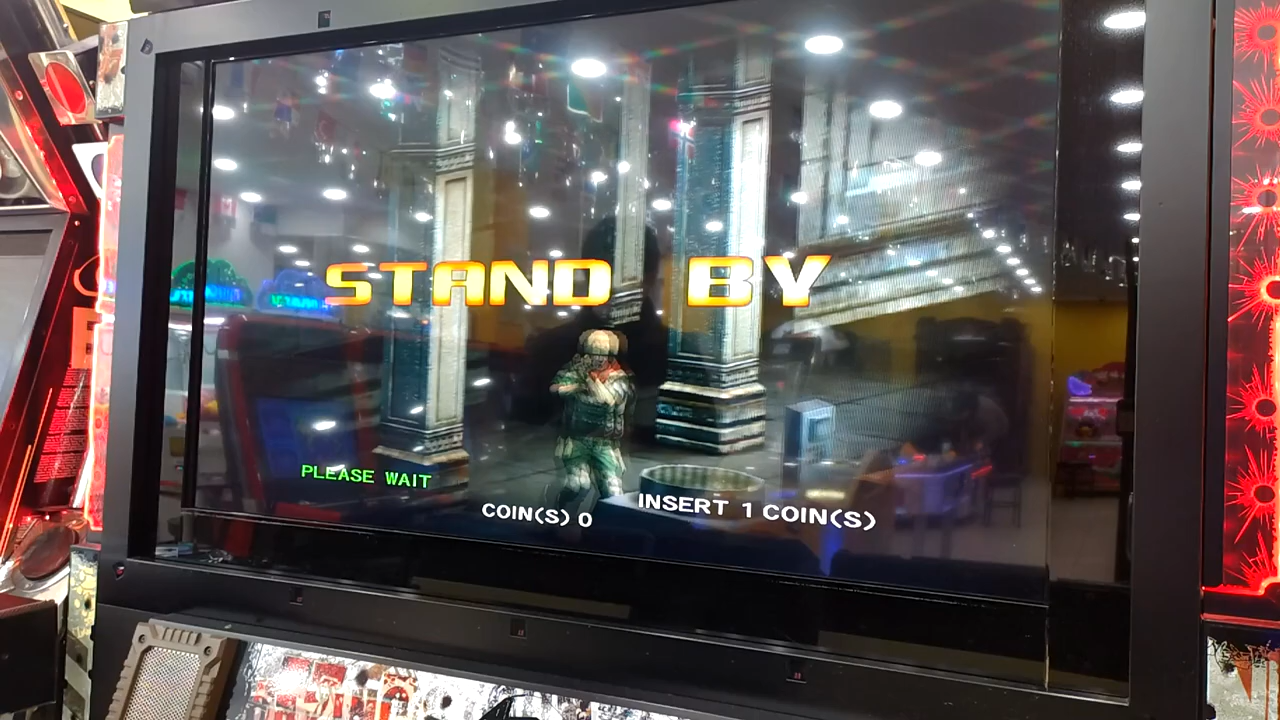 STAND BY
PLEASE WAIT
COIN(S) 0
INSERT 1 COIN(S)